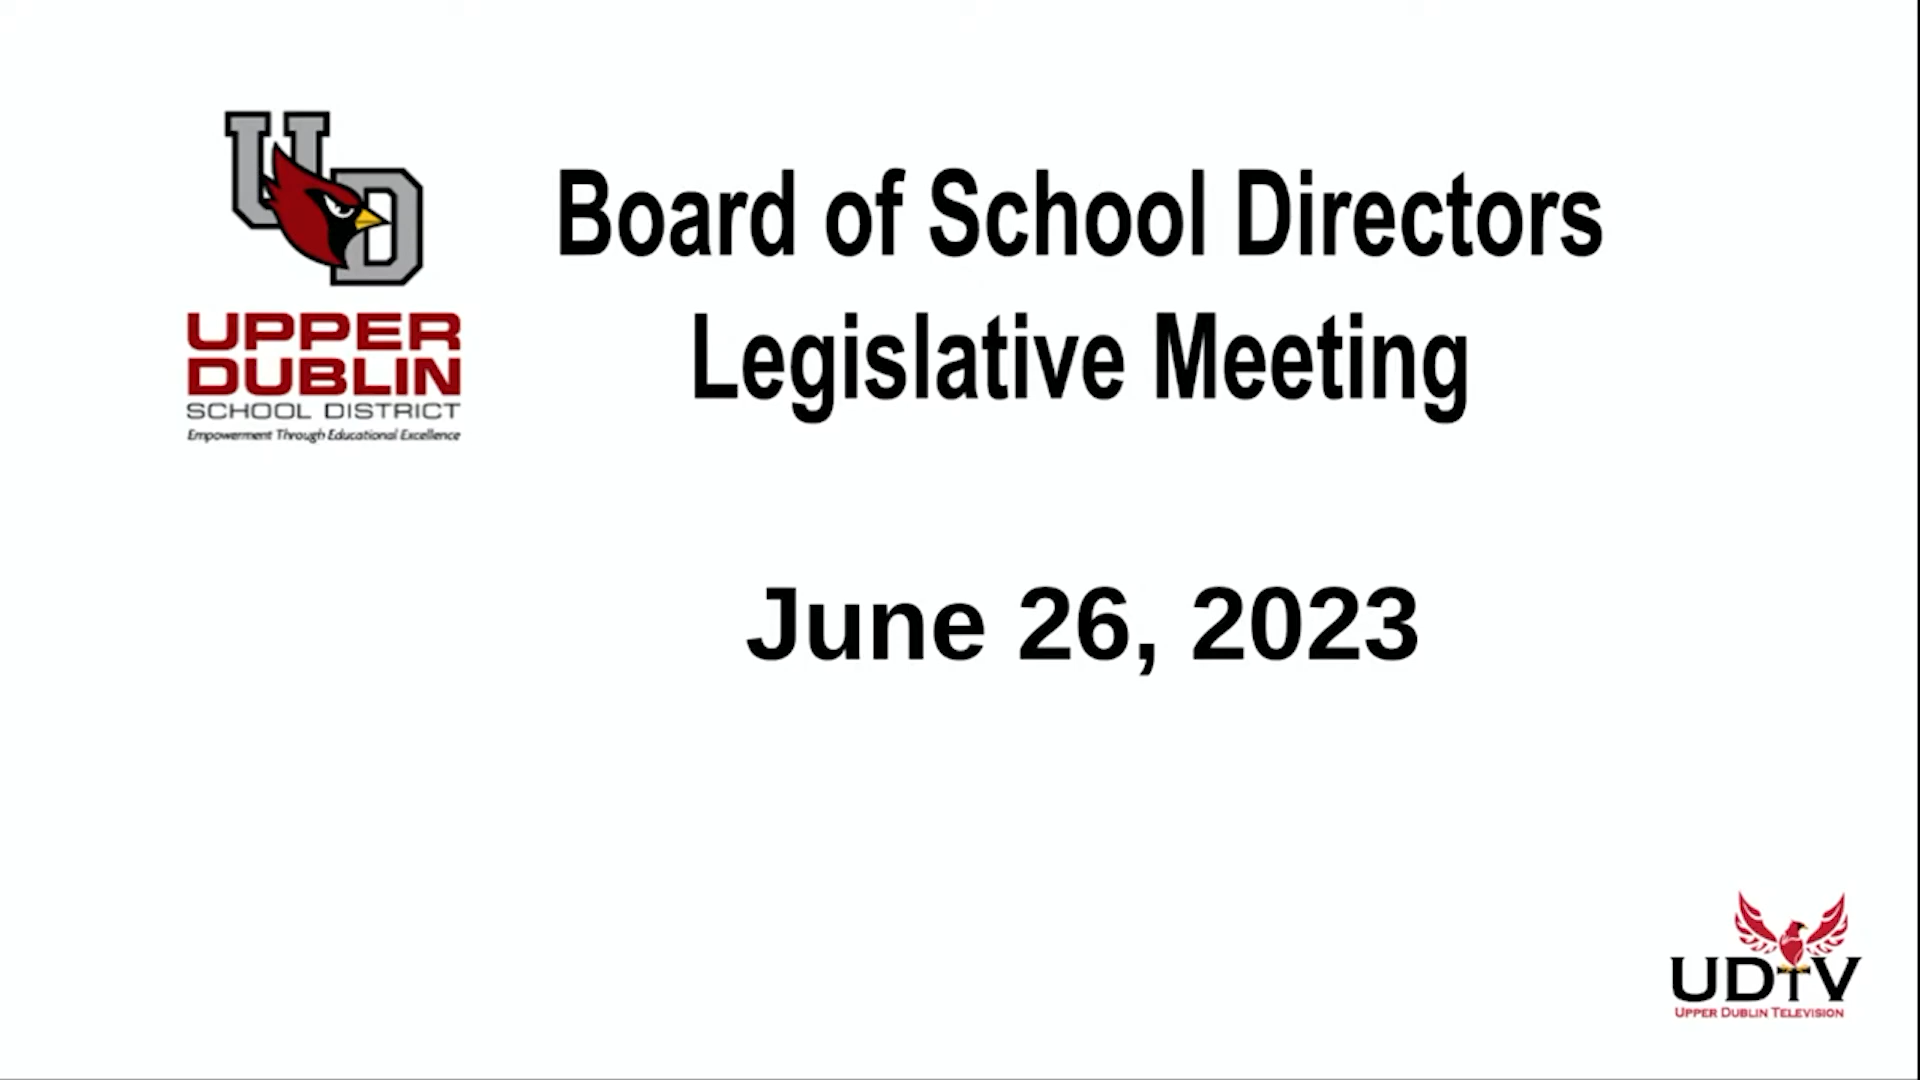 UD
UPPER
DUBLIN
SCHOOL DISTRICT
Empowerment Through Educational Excellence
Board of School Directors
Legislative Meeting
June 26, 2023
UDTV
UPPER DUBLIN TELEVISION